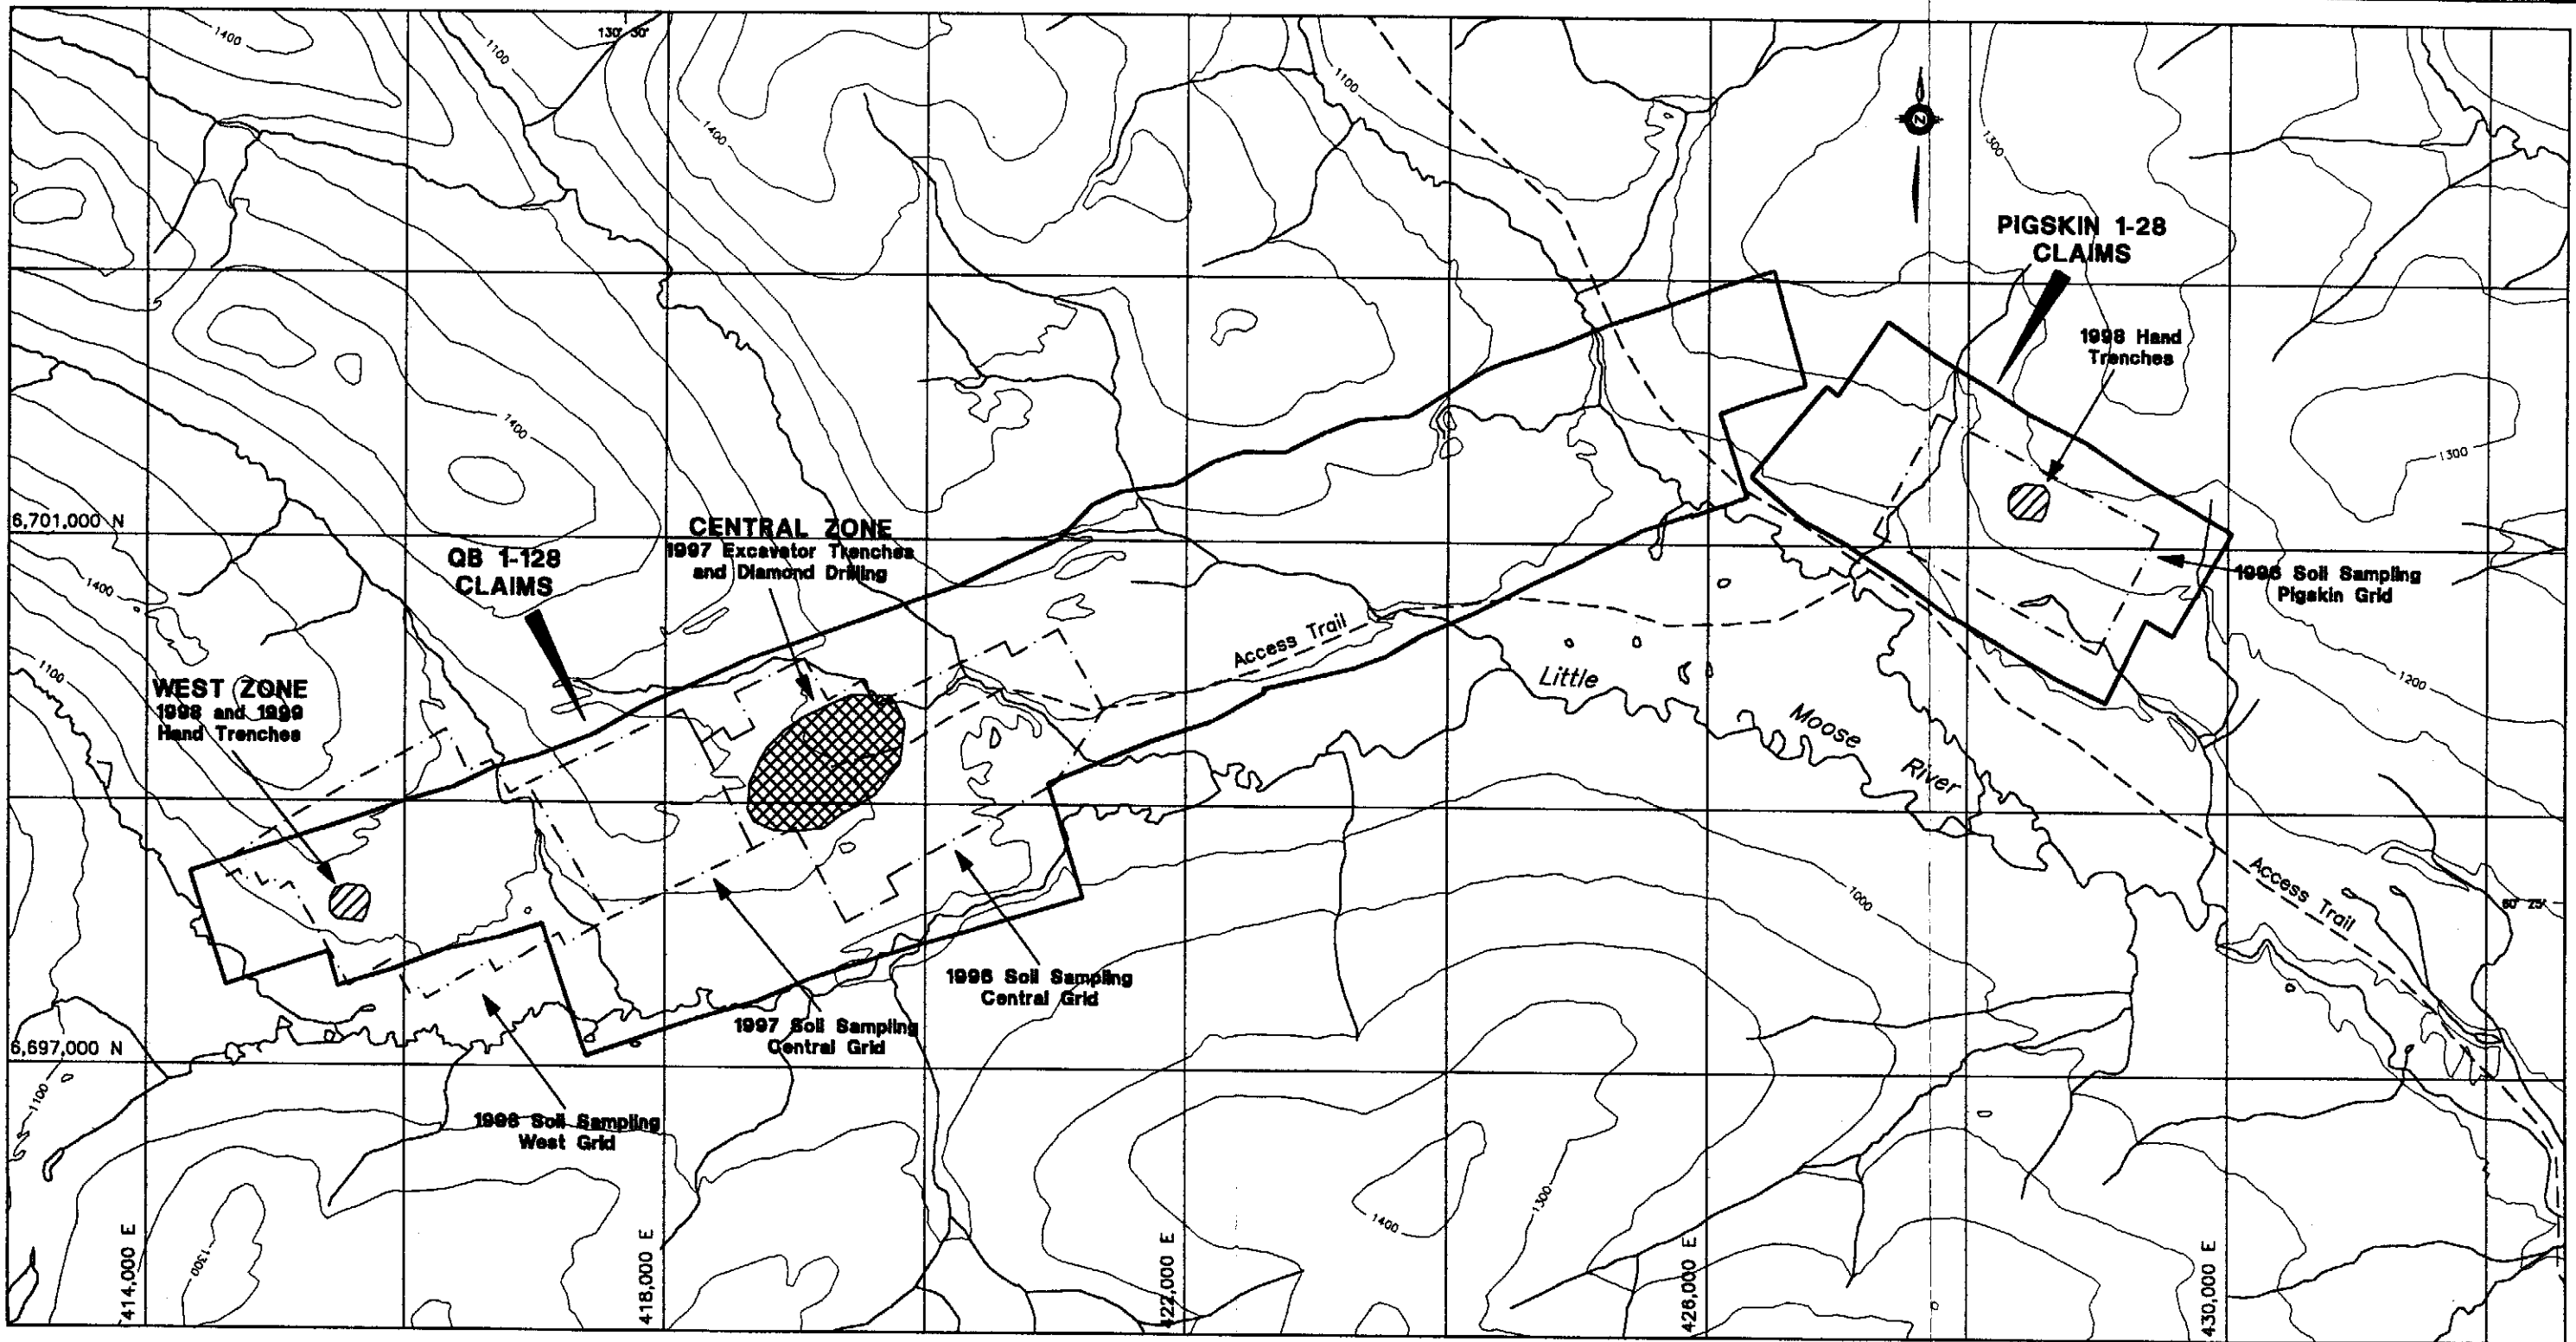 1400
1100
130° 30'
1400
1100
N
1300
PIGSKIN 1-28
CLAIMS
1998 Hand
Trenches
1400
1300
6,701,000 N
QB 1-128
CLAIMS
CENTRAL ZONE
1997 Excavator Trenches
and Diamond Drilling
1400
Soil Sampling
Pigskin Grid
Access Trail
1100
WEST ZONE
1998 and 1999
Hand Trenches
Little
Moose
River
1200
1000
Access Trail
60° 25'
Soil Sampling
Central Grid
1997 Soil Sampling
Central Grid
6,697,000 N
1100
Soil Sampling
West Grid
1300
1400
1300
414,000 E
418,000 E
422,000 E
426,000 E
430,000 E